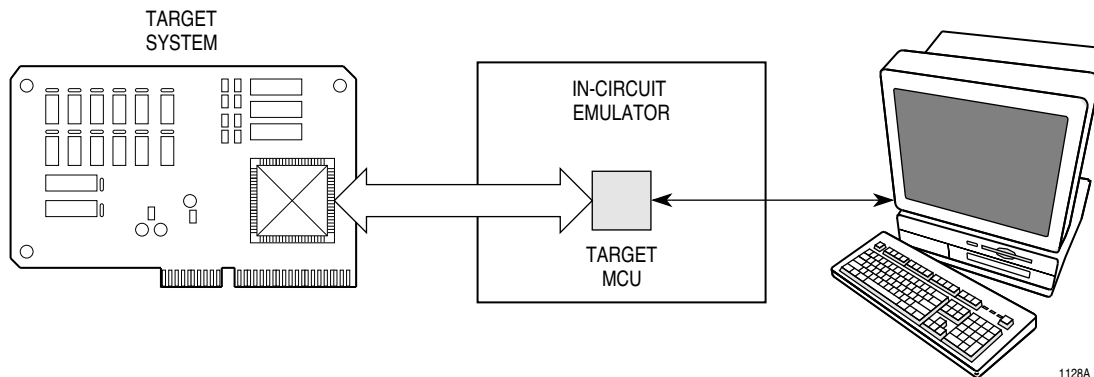 TARGET
SYSTEM
IN-CIRCUIT
EMULATOR
TARGET
MCU
1128A